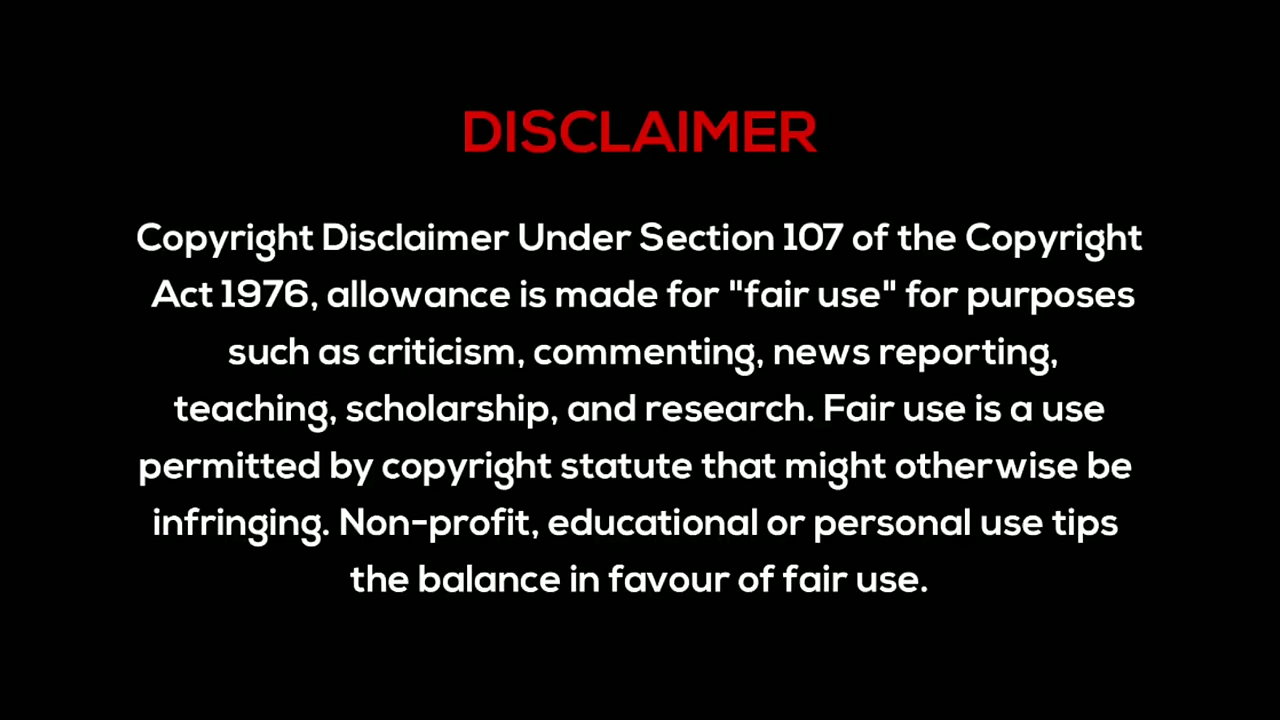 DISCLAIMER
Copyright Disclaimer Under Section 107 of the Copyright
Act 1976, allowance is made for "fair use" for purposes
such as criticism, commenting, news reporting,
teaching, scholarship, and research. Fair use is a use
permitted by copyright statute that might otherwise be
infringing. Non-profit, educational or personal use tips
the balance in favour of fair use.